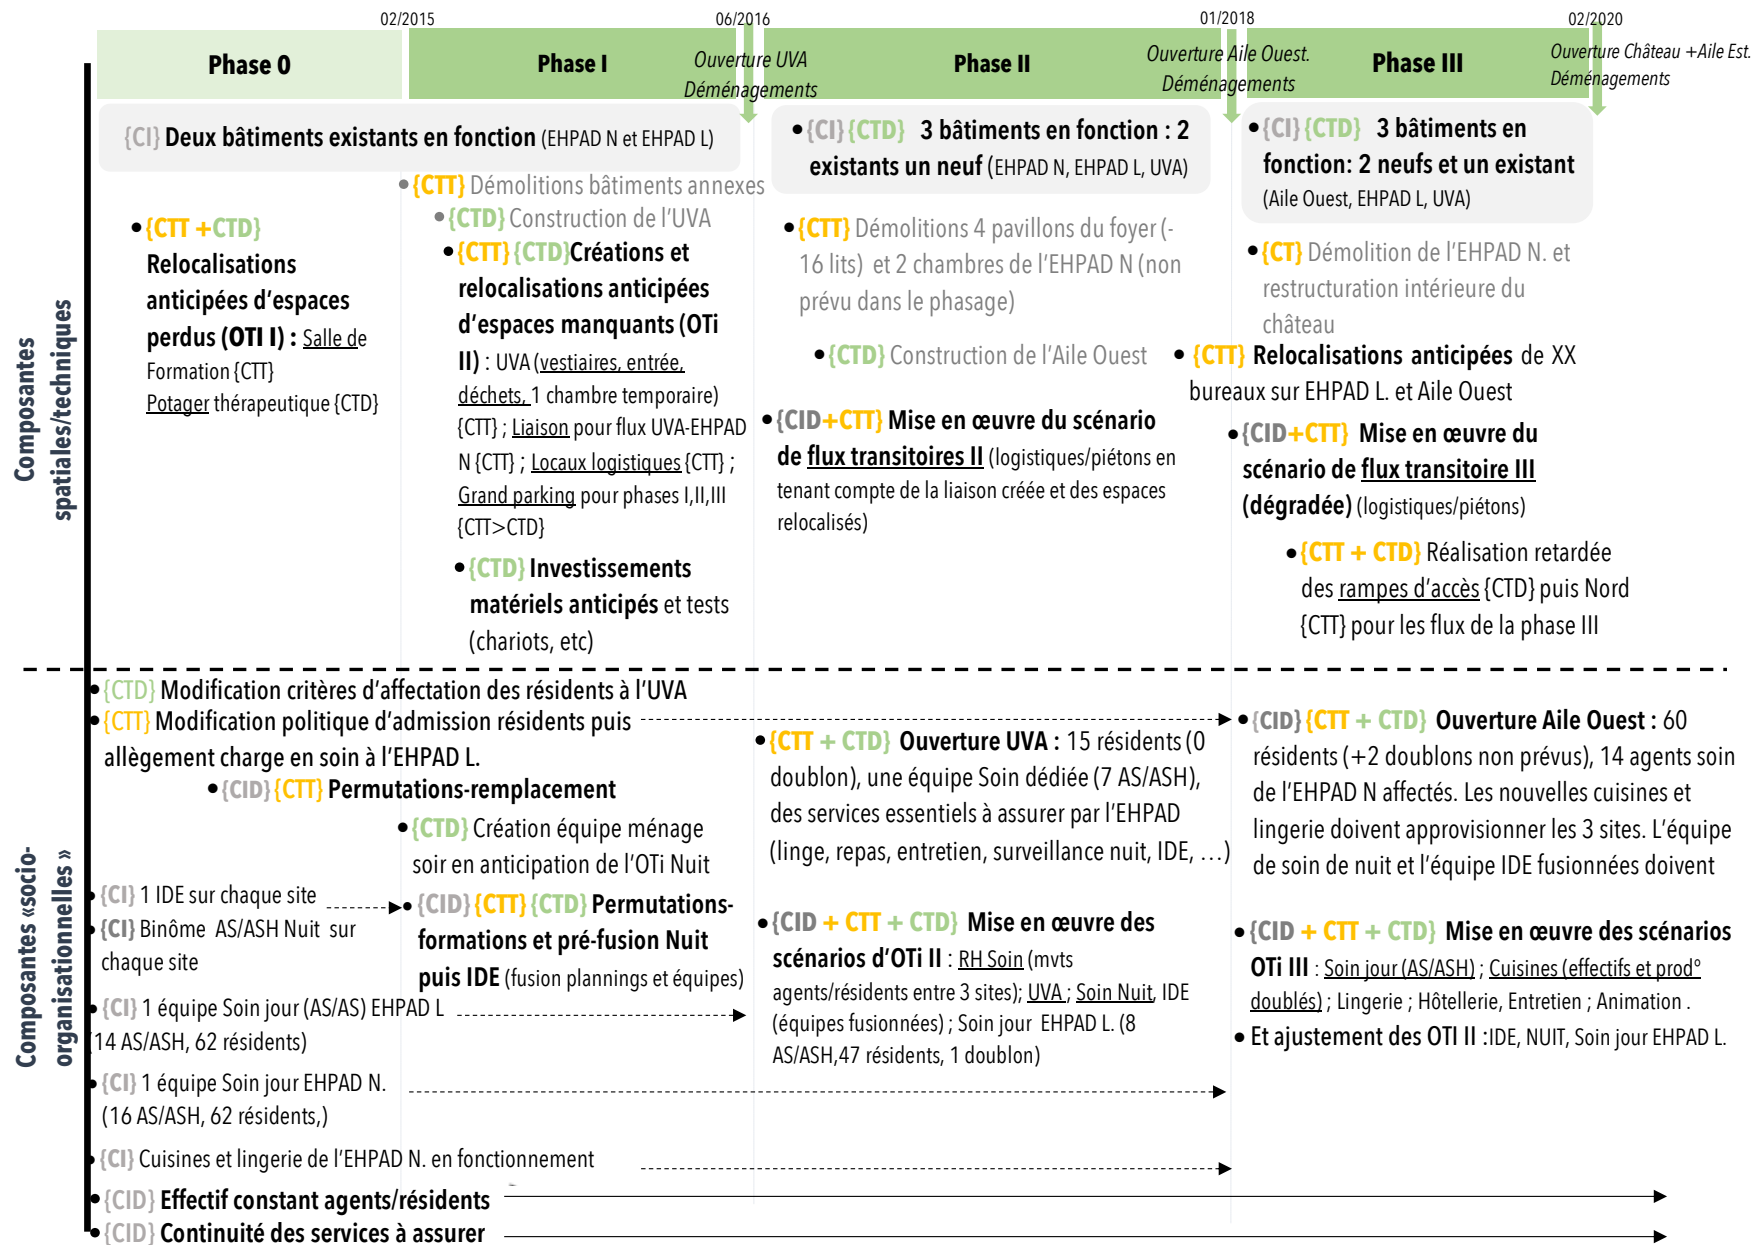 02/2015
06/2016
01/2018
02/2020
Phase 0
Phase I
Ouverture UVA
Déménagements
Phase II
Ouverture Aile Ouest.
Déménagements
Phase III
Ouverture Château +Aile Est.
Déménagements
{CI} Deux bâtiments existants en fonction (EHPAD N et EHPAD L)
• {CI} {CTD} 3 bâtiments en fonction : 2
existants un neuf (EHPAD N, EHPAD L, UVA)
• {CI} {CTD} 3 bâtiments en
fonction: 2 neufs et un existant
(Aile Ouest, EHPAD L, UVA)
Composantes
spatiales/techniques
• {CTT +CTD}
Relocalisations
anticipées d'espaces
perdus (OTI I) : Salle de
Formation {CTT}
Potager thérapeutique {CTD}
• {CTT} Démolitions bâtiments annexes
• {CTD} Construction de l'UVA
• {CTT} {CTD}Créations et
relocalisations anticipées
d'espaces manquants (OTi
II) : UVA (vestiaires, entrée,
déchets, 1 chambre temporaire)
{CTT} ; Liaison pour flux UVA-EHPAD
N {CTT} ; Locaux logistiques {CTT} ;
Grand parking pour phases I,II,III
{CTT>CTD}
• {CTD} Investissements
matériels anticipés et tests
(chariots, etc)
• {CTT} Démolitions 4 pavillons du foyer (-
16 lits) et 2 chambres de l'EHPAD N (non
prévu dans le phasage)
• {CTD} Construction de l'Aile Ouest
• {CID+CTT} Mise en œuvre du scénario
de flux transitoires II (logistiques/piétons en
tenant compte de la liaison créée et des espaces
relocalisés)
• {CT} Démolition de l'EHPAD N. et
restructuration intérieure du
château
• {CTT} Relocalisations anticipées de XX
bureaux sur EHPAD L. et Aile Ouest
• {CID+CTT} Mise en œuvre du
scénario de flux transitoire III
(dégradée) (logistiques/piétons)
• {CTT + CTD} Réalisation retardée
des rampes d'accès {CTD} puis Nord
{CTT} pour les flux de la phase III
Composantes «socio-
organisationnelles »
• {CTD} Modification critères d'affectation des résidents à l'UVA
• {CTT} Modification politique d'admission résidents puis
allègement charge en soin à l'EHPAD L.
• {CID} {CTT} Permutations-remplacement
• {CTD} Création équipe ménage
soir en anticipation de l'OTi Nuit
• {CI} 1 IDE sur chaque site
• {CI} Binôme AS/ASH Nuit sur
chaque site
• {CID} {CTT} {CTD} Permutations-
formations et pré-fusion Nuit
puis IDE (fusion plannings et équipes)
• {CI} 1 équipe Soin jour (AS/AS) EHPAD L
(14 AS/ASH, 62 résidents)
• {CI} 1 équipe Soin jour EHPAD N.
(16 AS/ASH, 62 résidents,)
• {CI} Cuisines et lingerie de l'EHPAD N. en fonctionnement
• {CID} Effectif constant agents/résidents
• {CID} Continuité des services à assurer
• {CTT + CTD} Ouverture UVA : 15 résidents (0
doublon), une équipe Soin dédiée (7 AS/ASH),
des services essentiels à assurer par l'EHPAD
(linge, repas, entretien, surveillance nuit, IDE, …)
• {CID + CTT + CTD} Mise en œuvre des
scénarios d'OTi II : RH Soin (mvts
agents/résidents entre 3 sites); UVA ; Soin Nuit, IDE
(équipes fusionnées) ; Soin jour EHPAD L. (8
AS/ASH,47 résidents, 1 doublon)
• {CID} {CTT + CTD} Ouverture Aile Ouest : 60
résidents (+2 doublons non prévus), 14 agents soin
de l'EHPAD N affectés. Les nouvelles cuisines et
lingerie doivent approvisionner les 3 sites. L'équipe
de soin de nuit et l'équipe IDE fusionnées doivent
• {CID + CTT + CTD} Mise en œuvre des scénarios
OTi III : Soin jour (AS/ASH) ; Cuisines (effectifs et prod°
doublés) ; Lingerie ; Hôtellerie, Entretien ; Animation .
• Et ajustement des OTI II :IDE, NUIT, Soin jour EHPAD L.